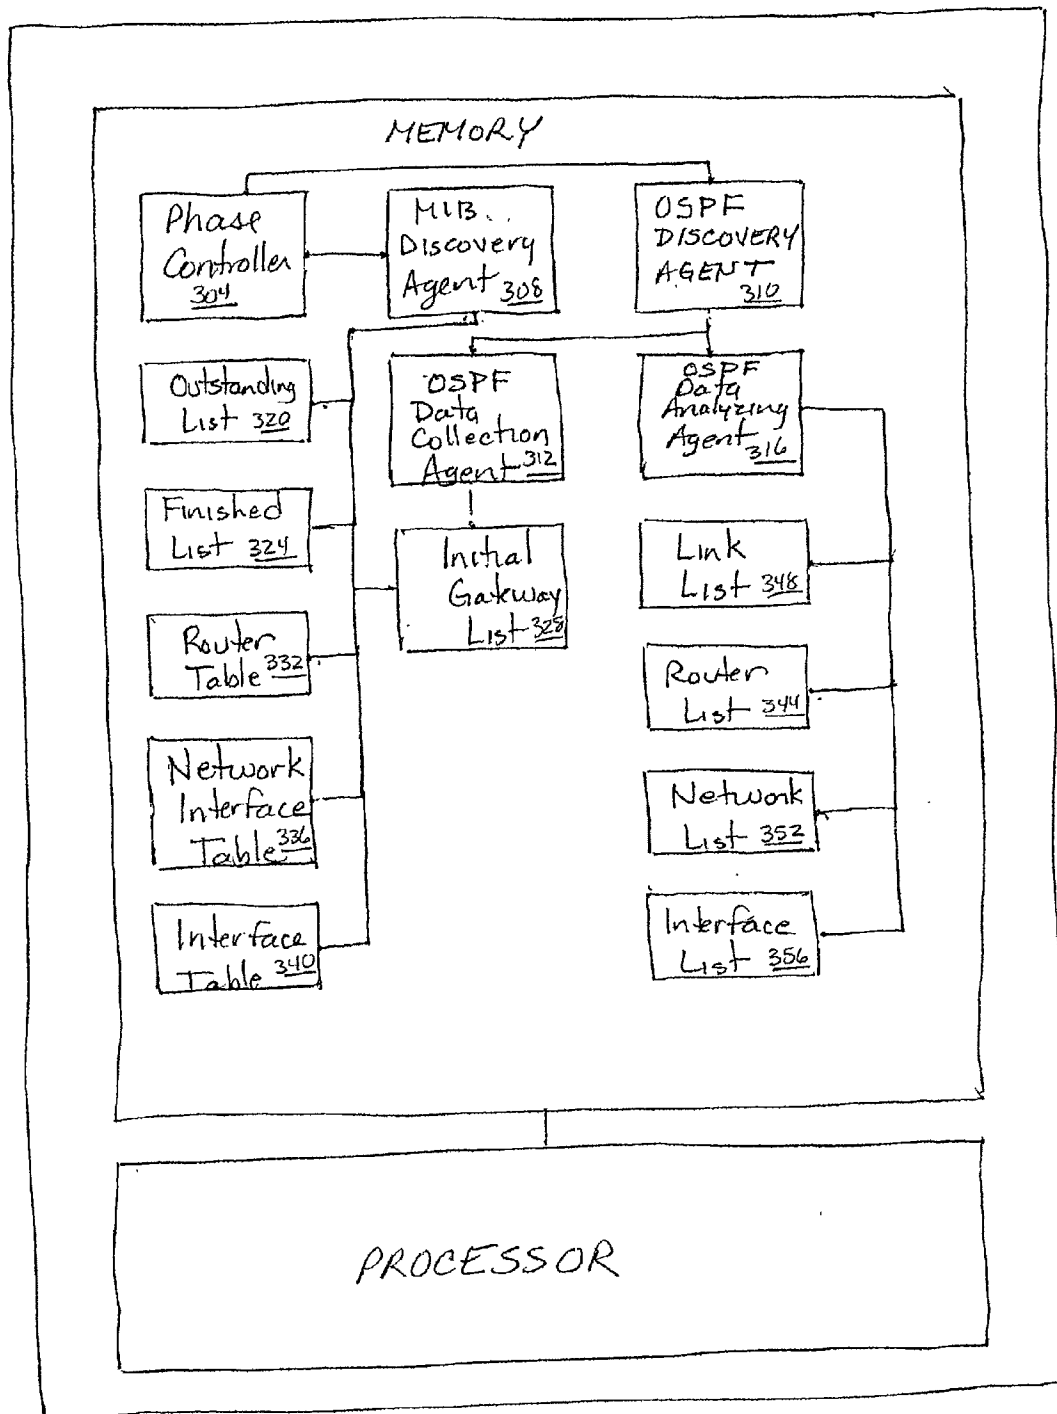 MEMORY
Phase
Controller
304
MIB..
Discovery
Agent 308
OSPF
DISCOVERY
AGENT 310
Outstanding
List 320
OSPF
Data
Collection
Agent 312
OSPF
Data
Analyzing
Agent 316
Finished
List 324
Initial
Gateway
List 328
Link
List 348
Router
Table 332
Router
List 344
Network
Interface
Table 336
Network
List 352
Interface
Table 340
Interface
List 356
PROCESSOR